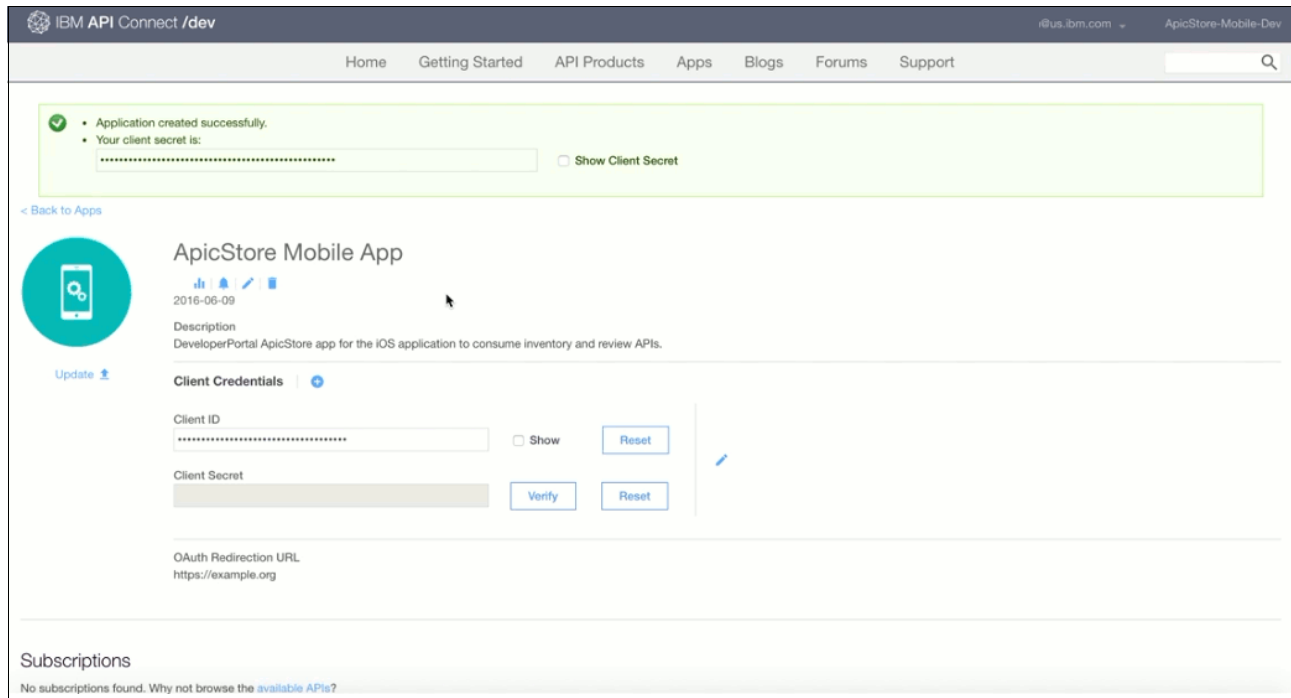 IBM API Connect /dev
@us.ibm.com
ApicStore-Mobile-Dev
Home Getting Started API Products Apps Blogs Forums Support
• Application created successfully.
• Your client secret is:
••••••••••••••••••••••••••••••••••••••••••••••••••
Show Client Secret
< Back to Apps
ApicStore Mobile App
2016-06-09
Description
DeveloperPortal ApicStore app for the iOS application to consume inventory and review APIs.
Update
Client Credentials
Client ID
••••••••••••••••••••••••••••••••••••
Show
Reset
Client Secret
Verify
Reset
OAuth Redirection URL
https://example.org
Subscriptions
No subscriptions found. Why not browse the available APIs?